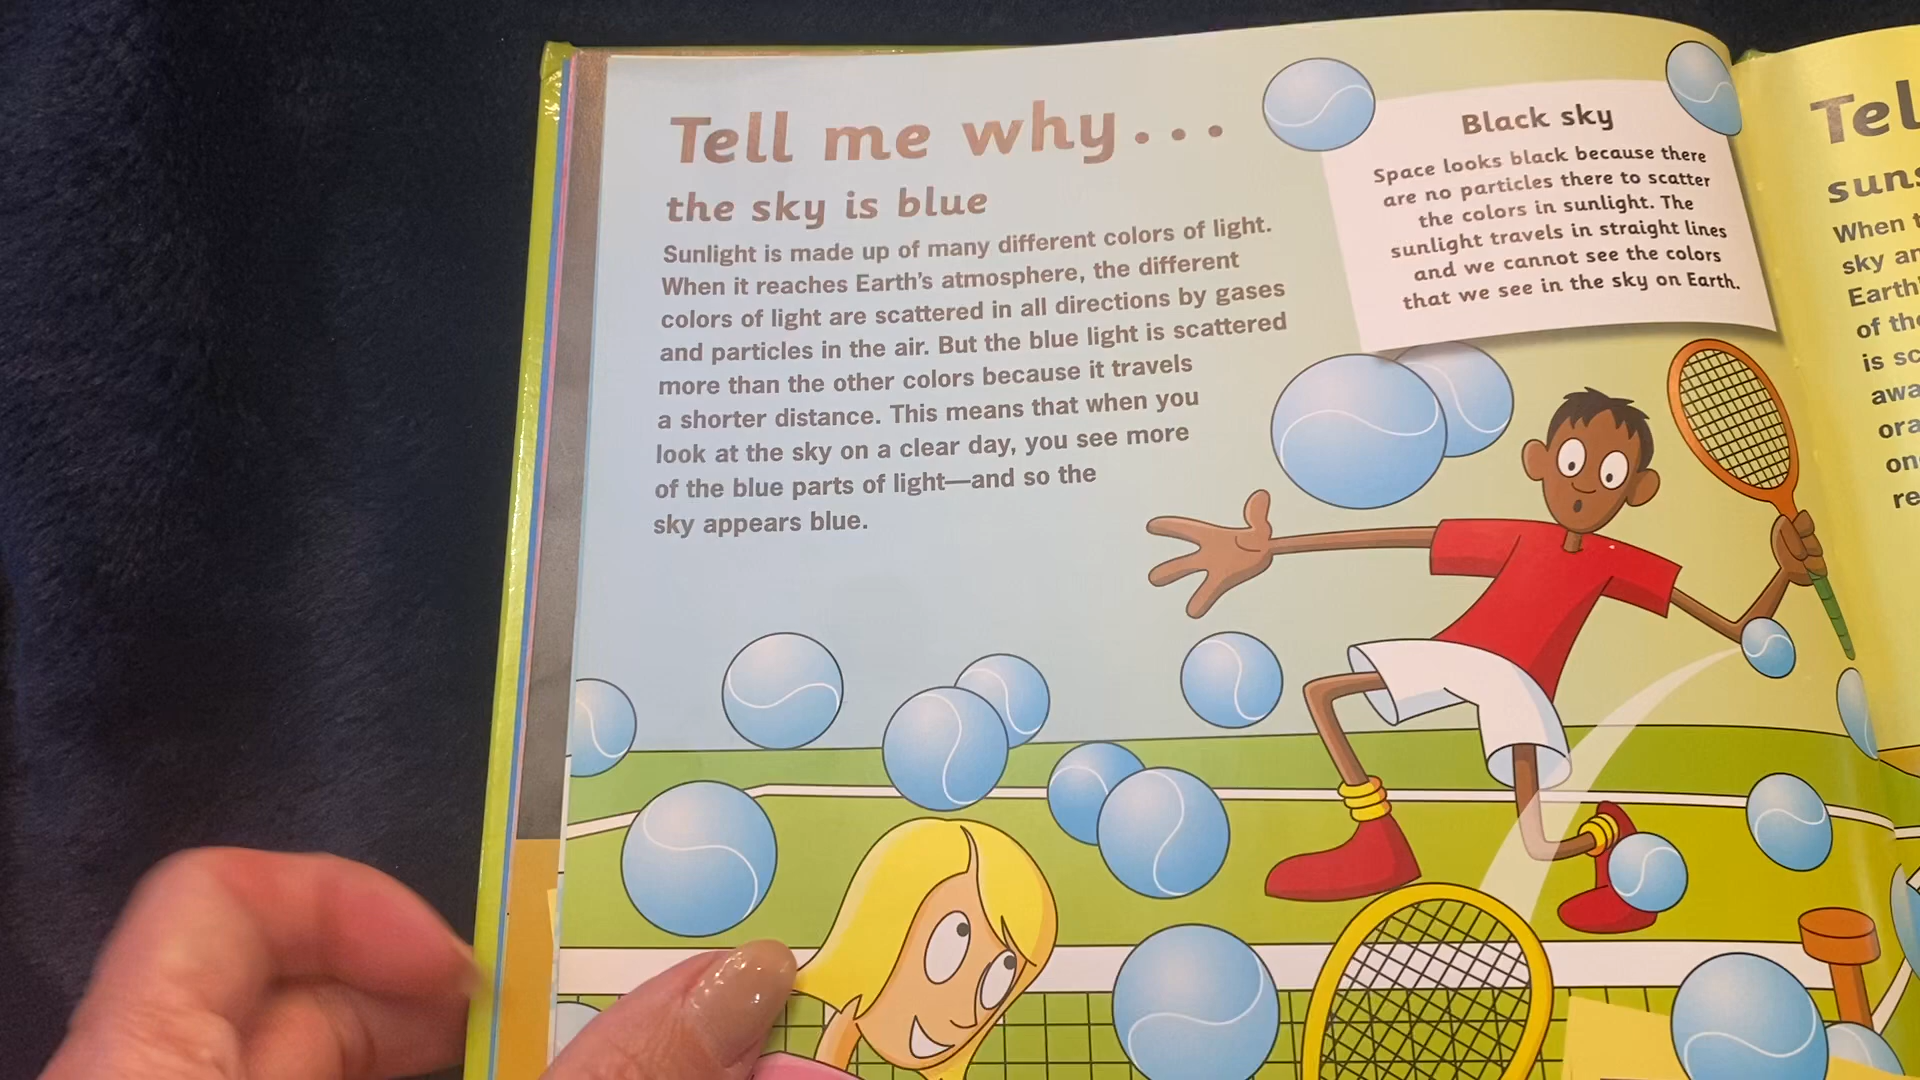 Tell me why...
the sky is blue
Sunlight is made up of many different colors of light.
When it reaches Earth's atmosphere, the different
colors of light are scattered in all directions by gases
and particles in the air. But the blue light is scattered
more than the other colors because it travels
a shorter distance. This means that when you
look at the sky on a clear day, you see more
of the blue parts of light—and so the
sky appears blue.
Black sky
Space looks black because there
are no particles there to scatter
the colors in sunlight. The
sunlight travels in straight lines
and we cannot see the colors
that we see in the sky on Earth.
When
sky
Earth'
of
is